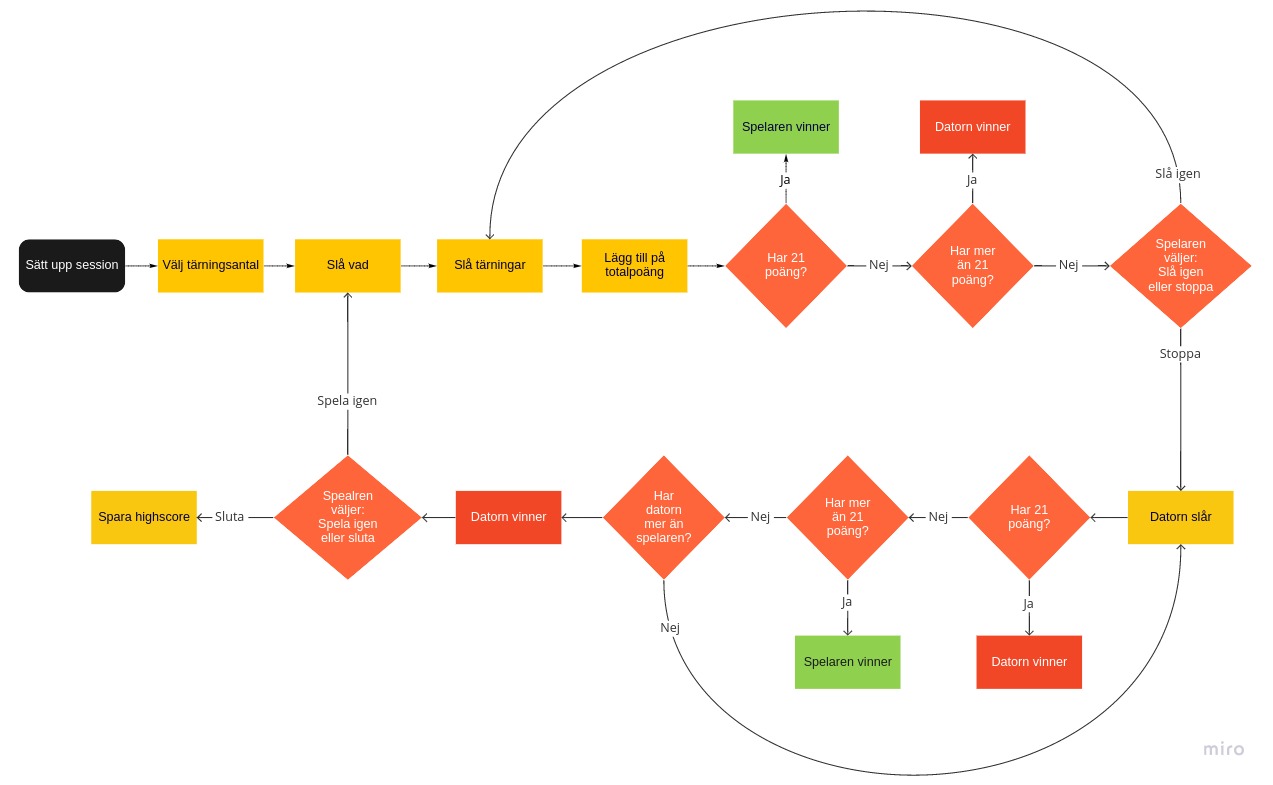 Spelaren vinner
Datorn vinner
Ja
Ja
Slå igen
Sätt upp session
Välj tärningsantal
Slå vad
Slå tärningar
Lägg till på
totalpoäng
Har 21
poäng?
Nej
Har mer
än 21
poäng?
Nej
Spelaren
väljer:
Slå igen
eller stoppa
Stoppa
Spela igen
Spara highscore
Sluta
Spealren
väljer:
Spela igen
eller sluta
Datorn vinner
Har
datorn
mer än
spelaren?
Nej
Har mer
än 21
poäng?
Nej
Har 21
poäng?
Datorn slår
Ja
Ja
Nej
Spelaren vinner
Datorn vinner
miro